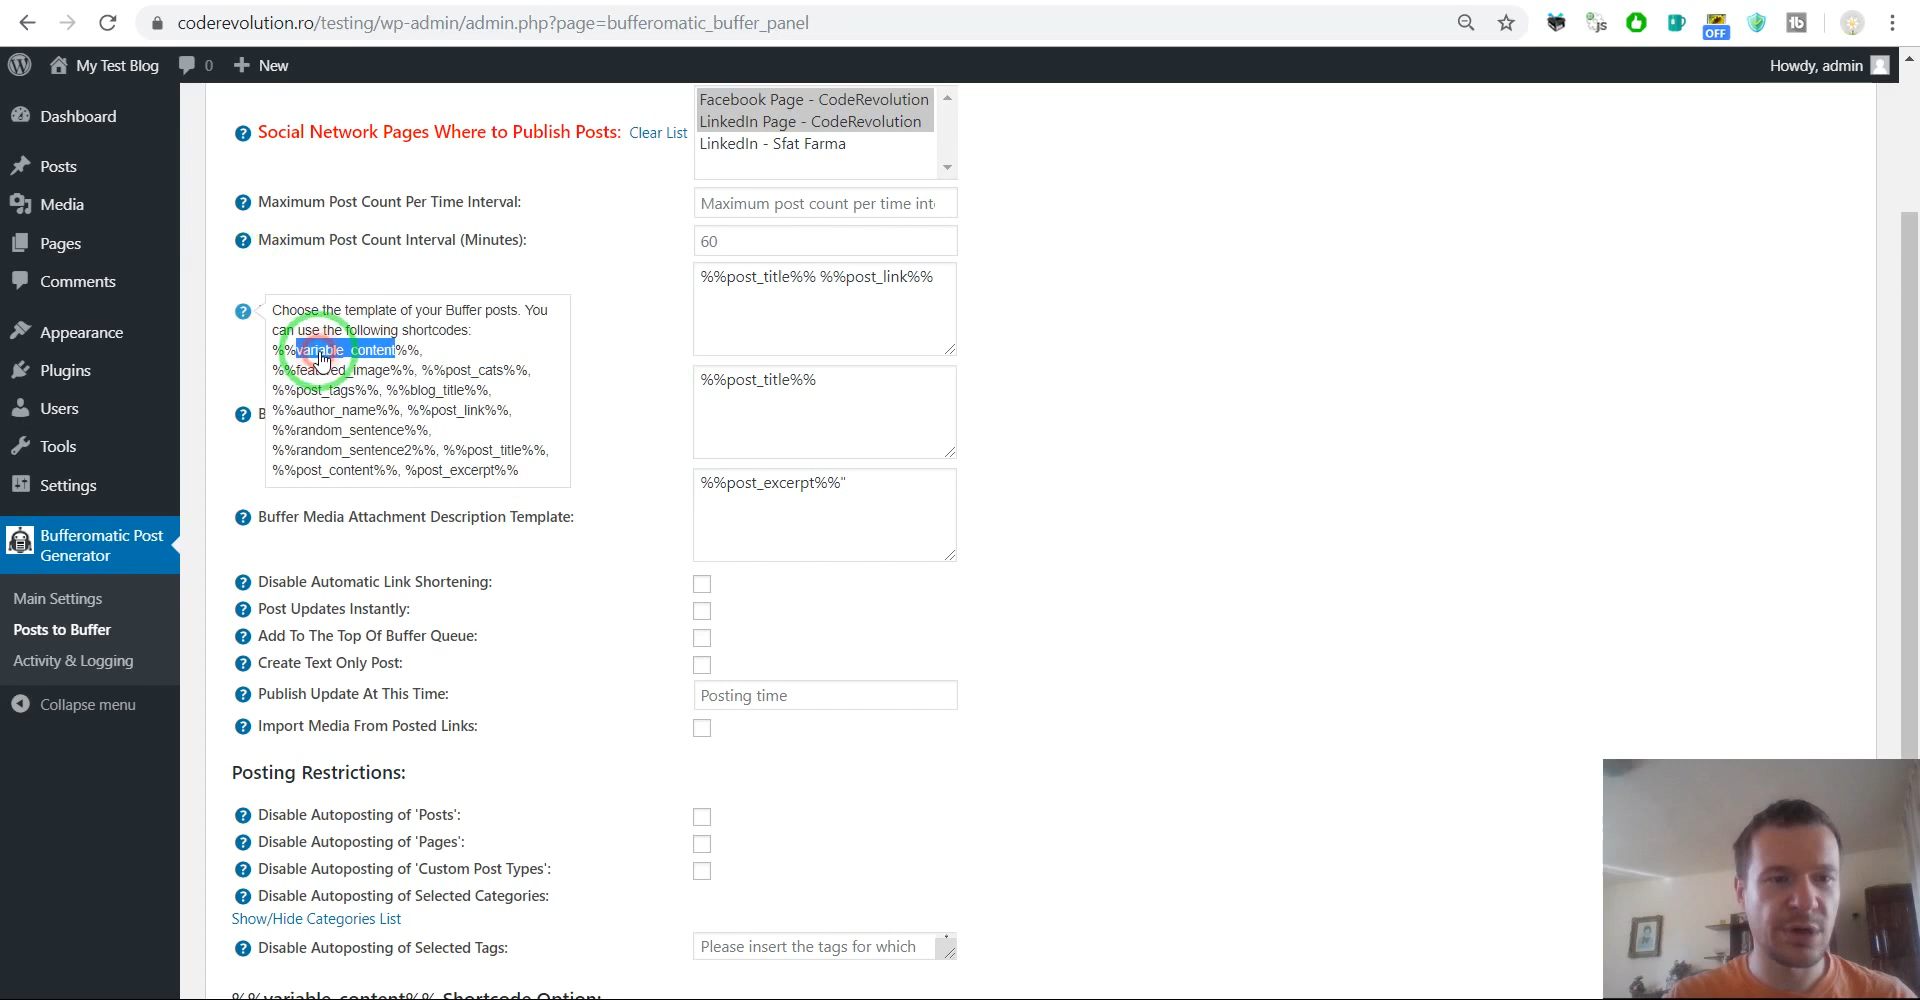 coderevolution.ro/testing/wp-admin/admin.php?page=bufferomatic_buffer_panel
js
OFF
tb
My Test Blog
0
New
Howdy, admin
Dashboard
Posts
Media
Pages
Comments
Appearance
Plugins
Users
Tools
Settings
Bufferomatic Post
Generator
Main Settings
Posts to Buffer
Activity & Logging
Collapse menu
Social Network Pages Where to Publish Posts: Clear List
Facebook Page - CodeRevolution
LinkedIn Page - CodeRevolution
LinkedIn - Sfat Farma
Maximum Post Count Per Time Interval:
Maximum post count per time int
Maximum Post Count Interval (Minutes):
60
%%post_title%% %%post_link%%
Choose the template of your Buffer posts. You
can use the following shortcodes:
%%variable_content%%,
%%featured_image%%, %%post_cats%%,
%%post_tags%%, %%blog_title%%,
%%author_name%%, %%post_link%%,
%%random_sentence%%,
%%random_sentence2%%, %%post_title%%,
%%post_content%%, %post_excerpt%%
B
%%post_title%%
Buffer Media Attachment Description Template:
%%post_excerpt%%"
Disable Automatic Link Shortening:
Post Updates Instantly:
Add To The Top Of Buffer Queue:
Create Text Only Post:
Publish Update At This Time:
Posting time
Import Media From Posted Links:
Posting Restrictions:
Disable Autoposting of 'Posts':
Disable Autoposting of 'Pages':
Disable Autoposting of 'Custom Post Types':
Disable Autoposting of Selected Categories:
Show/Hide Categories List
Disable Autoposting of Selected Tags:
Please insert the tags for which
%%variable_content%% Shortcode Option: